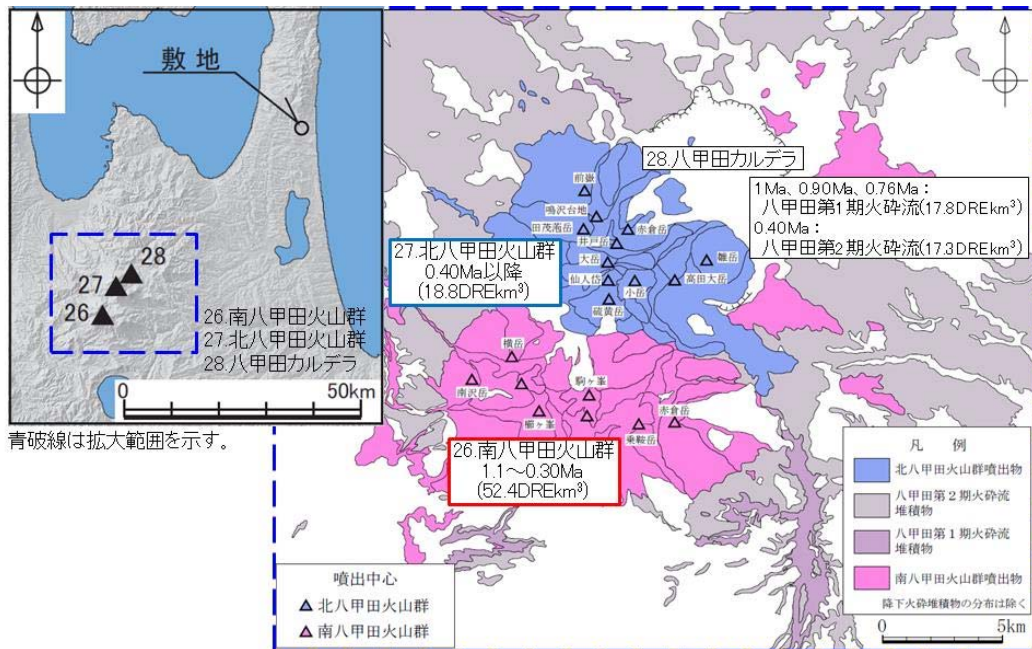 敷地
28
27
26
26.南八甲田火山群
27.北八甲田火山群
28.八甲田カルデラ
0
50km
青破線は拡大範囲を示す。
28.八甲田カルデラ
1Ma、0.90Ma、0.76Ma:
八甲田第1期火砕流(17.8DREkm³)
0.40Ma:
八甲田第2期火砕流(17.3DREkm³)
27.北八甲田火山群
0.40Ma以降
(18.8DREkm³)
前嶽
鳴沢台地
田茂萢岳
赤倉岳
井戸岳
大岳
雛岳
仙人岱
小岳
高田大岳
硫黄岳
横岳
南沢岳
駒ヶ峯
櫛ヶ峯
赤倉岳
乗鞍岳
26.南八甲田火山群
1.1~0.30Ma
(52.4DREkm³)
噴出中心
北八甲田火山群
南八甲田火山群
凡例
北八甲田火山群噴出物
八甲田第2期火砕流
堆積物
八甲田第1期火砕流
堆積物
南八甲田火山群噴出物
降下火砕堆積物の分布は除く
0
5km